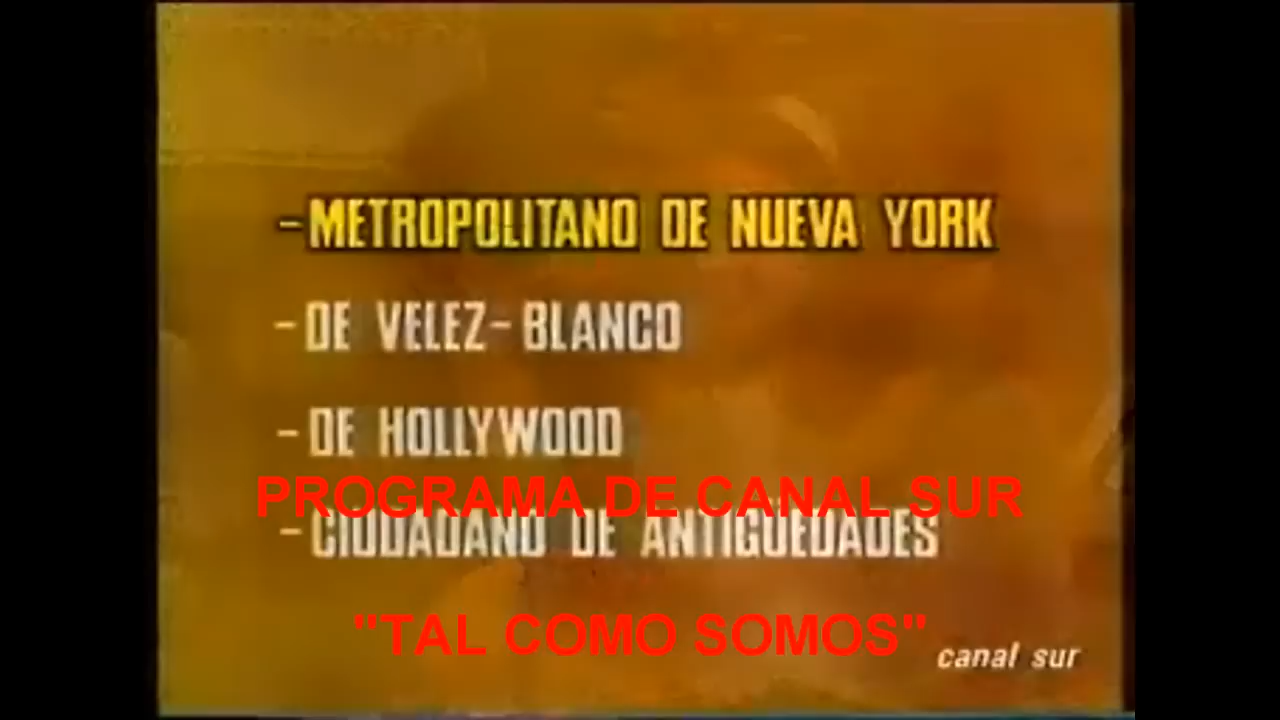 -METROPOLITANO DE NUEVA YORK
-DE VELEZ-BLANCO
-DE HOLLYWOOD
PROGRAMA DE CANAL SUR
-CIUDADANO DE ANTIGÜEDADES
"TAL COMO SOMOS"
canal sur